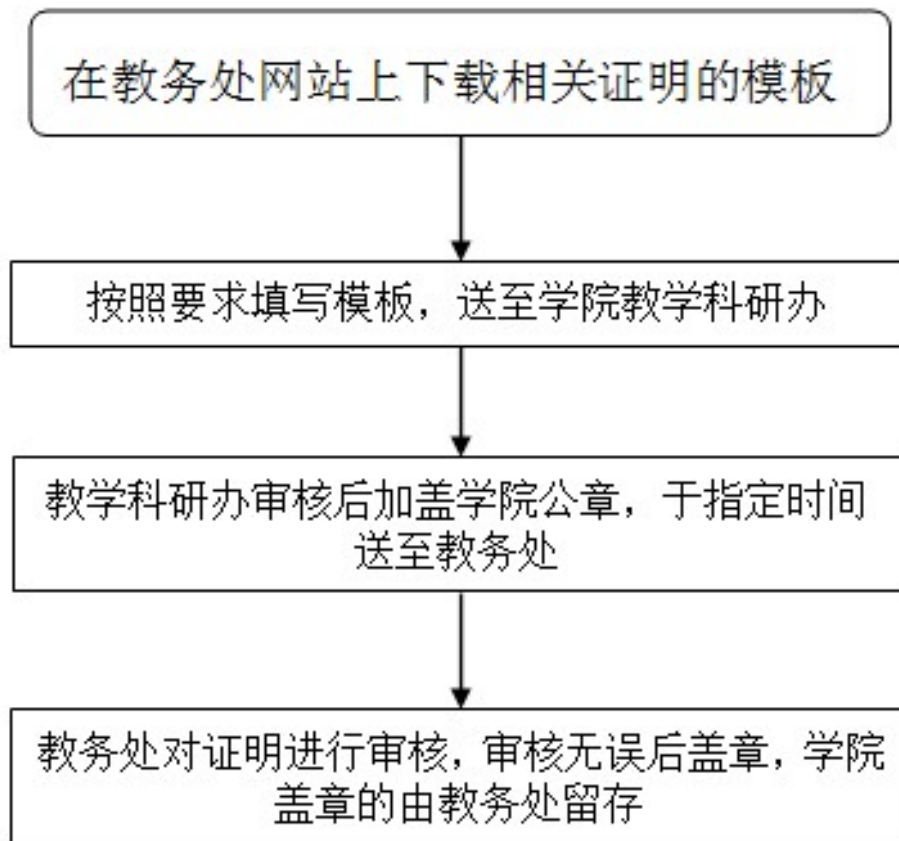 在教务处网站上下载相关证明的模板
按照要求填写模板，送至学院教学科研办
教学科研办审核后加盖学院公章，于指定时间
送至教务处
教务处对证明进行审核，审核无误后盖章，学院
盖章的由教务处留存